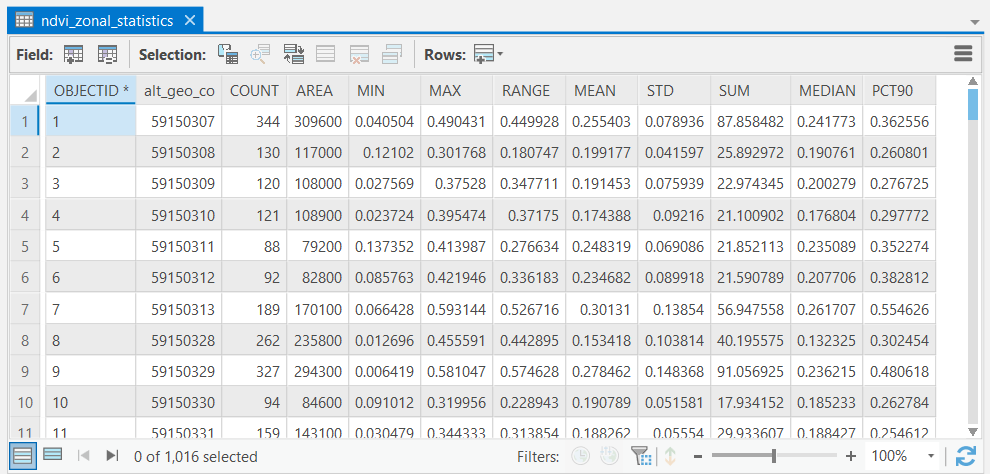 ndvi_zonal_statistics
Field: Selection: Rows:
OBJECTID * alt_geo_co COUNT AREA MIN MAX RANGE MEAN STD SUM MEDIAN PCT90
1 1 59150307 344 309600 0.040504 0.490431 0.449928 0.255403 0.078936 87.858482 0.241773 0.362556
2 2 59150308 130 117000 0.12102 0.301768 0.180747 0.199177 0.041597 25.892972 0.190761 0.260801
3 3 59150309 120 108000 0.027569 0.37528 0.347711 0.191453 0.075939 22.974345 0.200279 0.276725
4 4 59150310 121 108900 0.023724 0.395474 0.37175 0.174388 0.09216 21.100902 0.176804 0.297772
5 5 59150311 88 79200 0.137352 0.413987 0.276634 0.248319 0.069086 21.852113 0.235089 0.352274
6 6 59150312 92 82800 0.085763 0.421946 0.336183 0.234682 0.089918 21.590789 0.207706 0.382812
7 7 59150313 189 170100 0.066428 0.593144 0.526716 0.30131 0.13854 56.947558 0.261707 0.554626
8 8 59150328 262 235800 0.012696 0.455591 0.442895 0.153418 0.103814 40.195575 0.132325 0.302454
9 9 59150329 327 294300 0.006419 0.581047 0.574628 0.278462 0.148368 91.056925 0.236215 0.480618
10 10 59150330 94 84600 0.091012 0.319956 0.228943 0.190789 0.051581 17.934152 0.185233 0.262784
11 11 59150331 159 143100 0.030479 0.344333 0.313854 0.188262 0.05554 29.933607 0.188427 0.254612
0 of 1,016 selected Filters: 100%